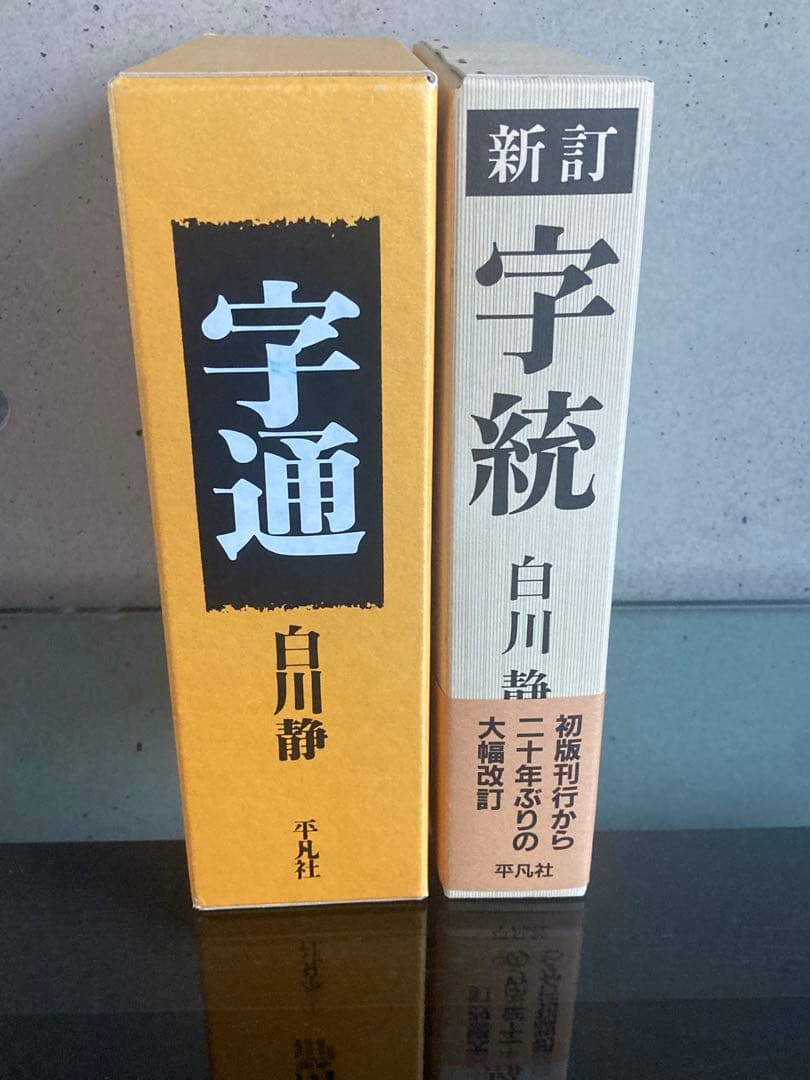 字通
白川静
平凡社
新訂
字統
白川静
初版刊行から
二十年ぶりの
大幅改訂
平凡社